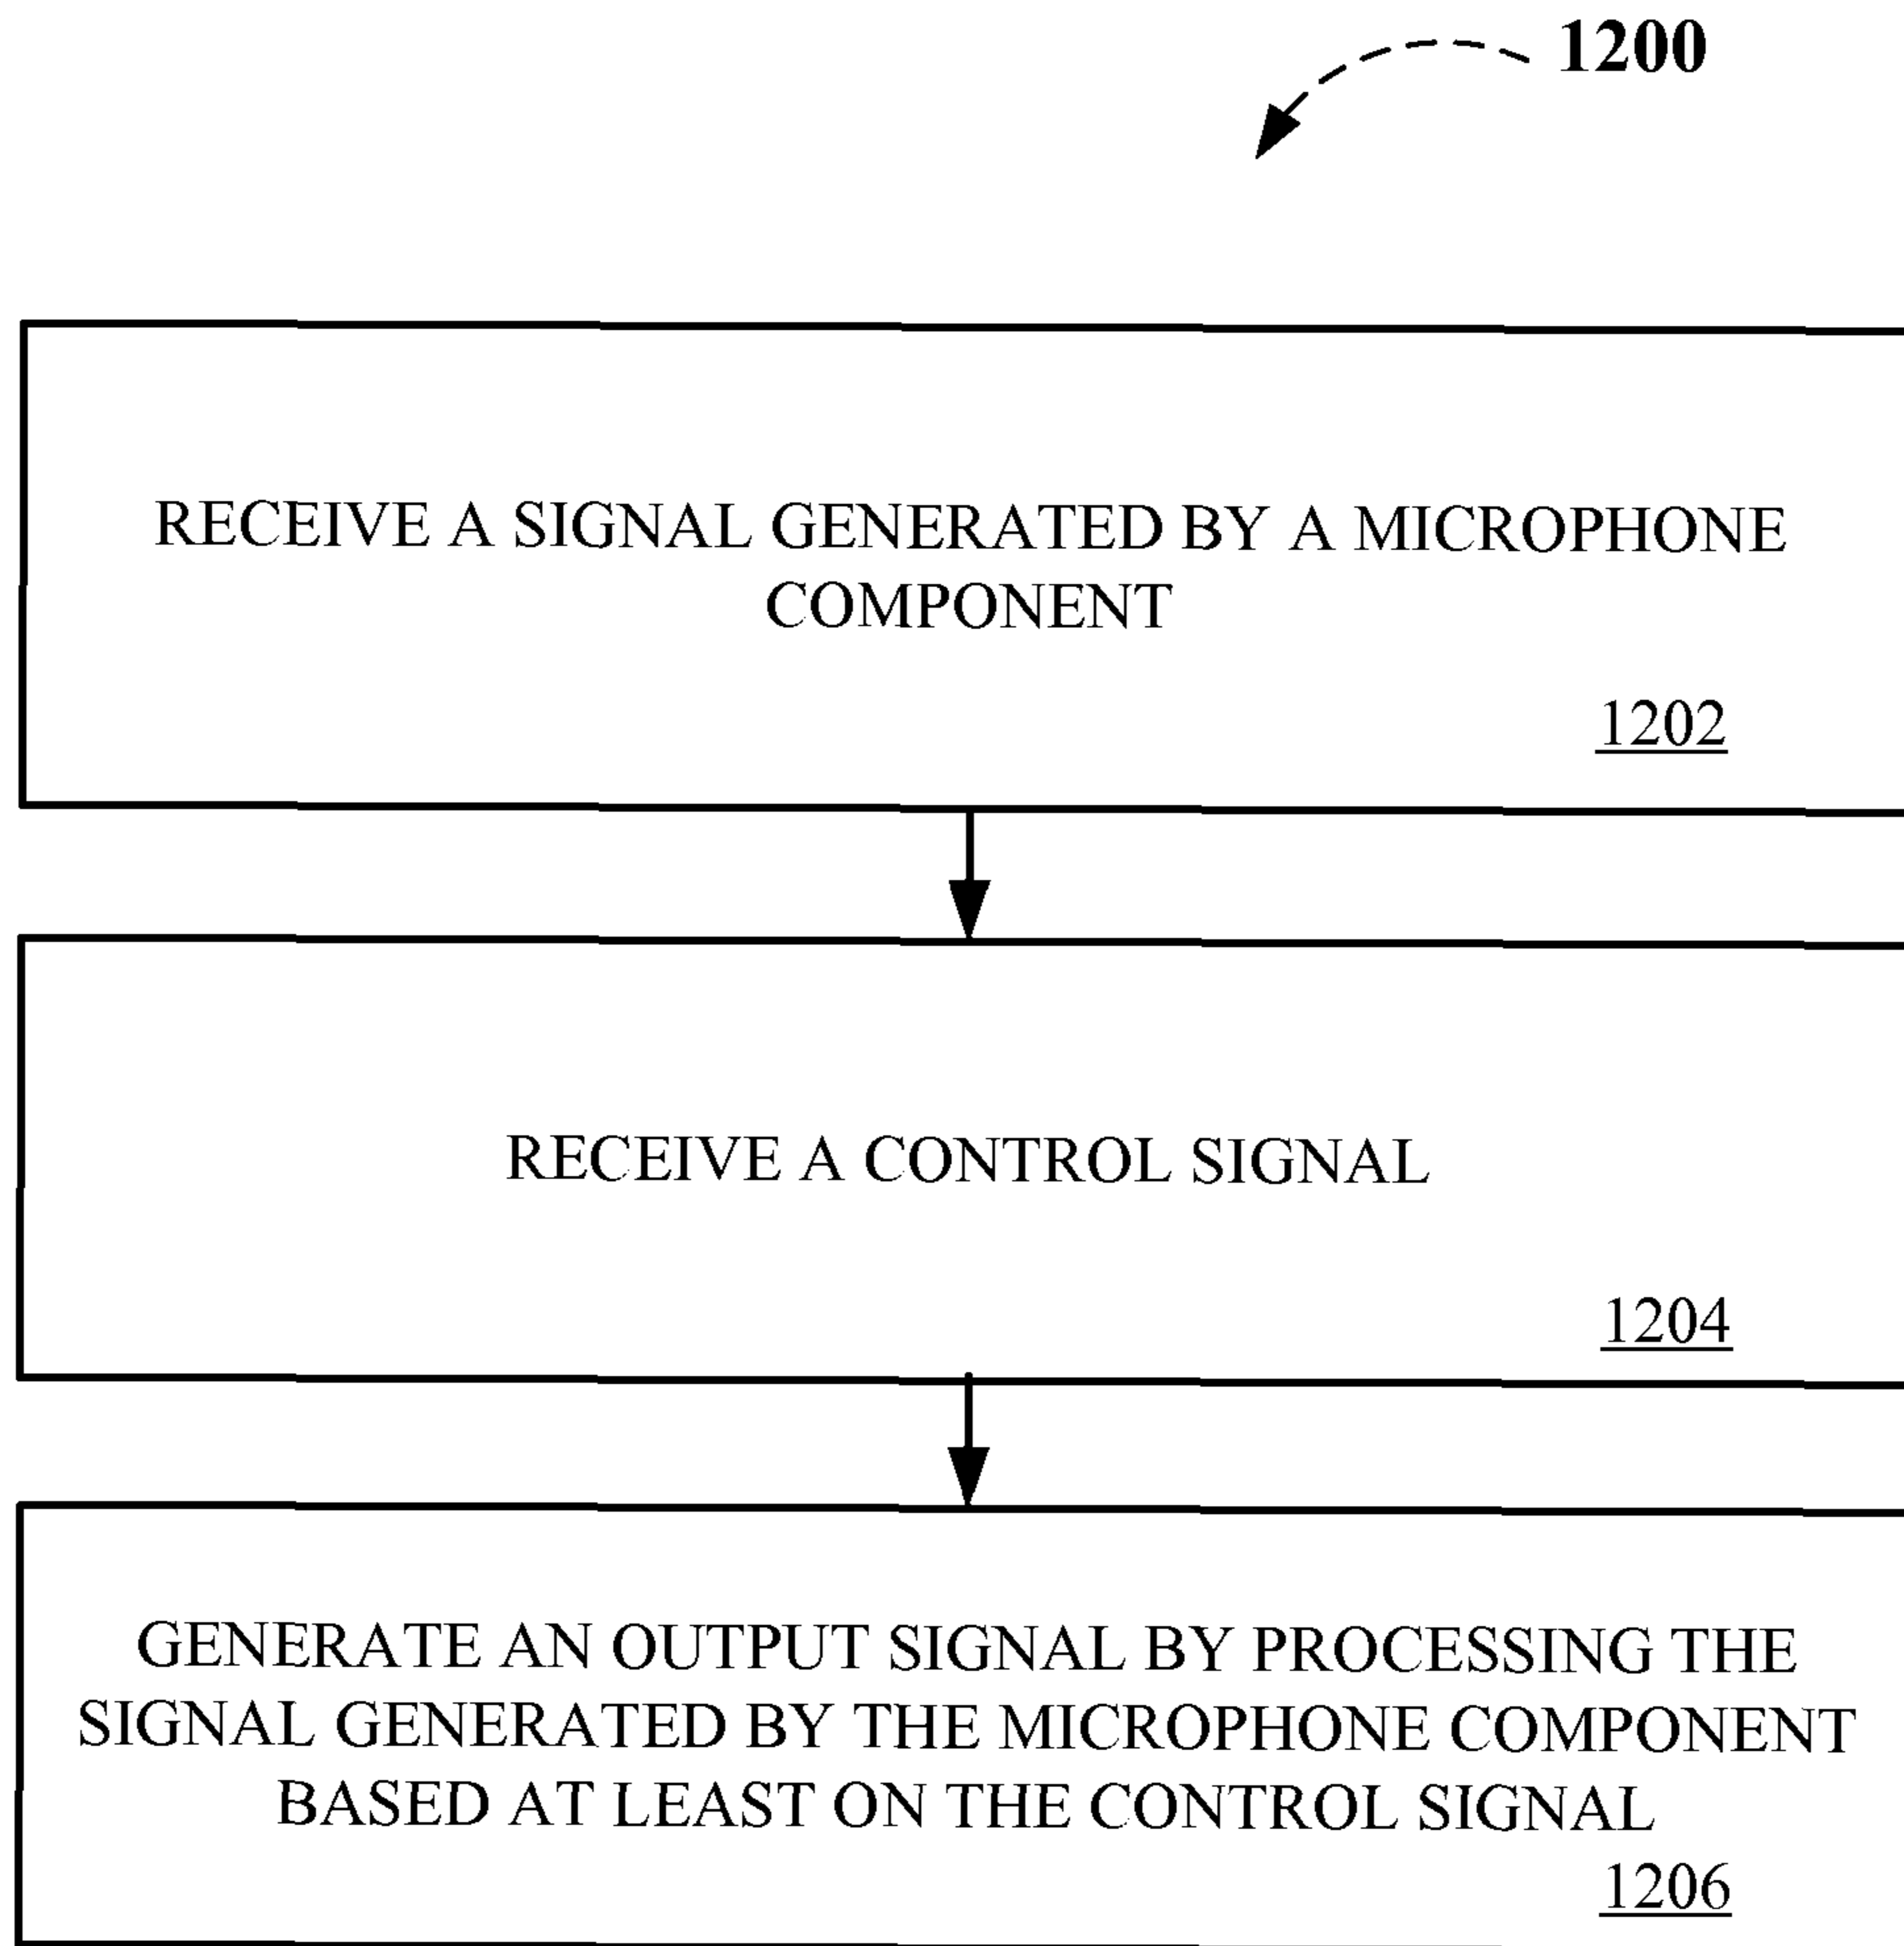 1200
RECEIVE A SIGNAL GENERATED BY A MICROPHONE
COMPONENT
1202
RECEIVE A CONTROL SIGNAL
1204
GENERATE AN OUTPUT SIGNAL BY PROCESSING THE
SIGNAL GENERATED BY THE MICROPHONE COMPONENT
BASED AT LEAST ON THE CONTROL SIGNAL
1206